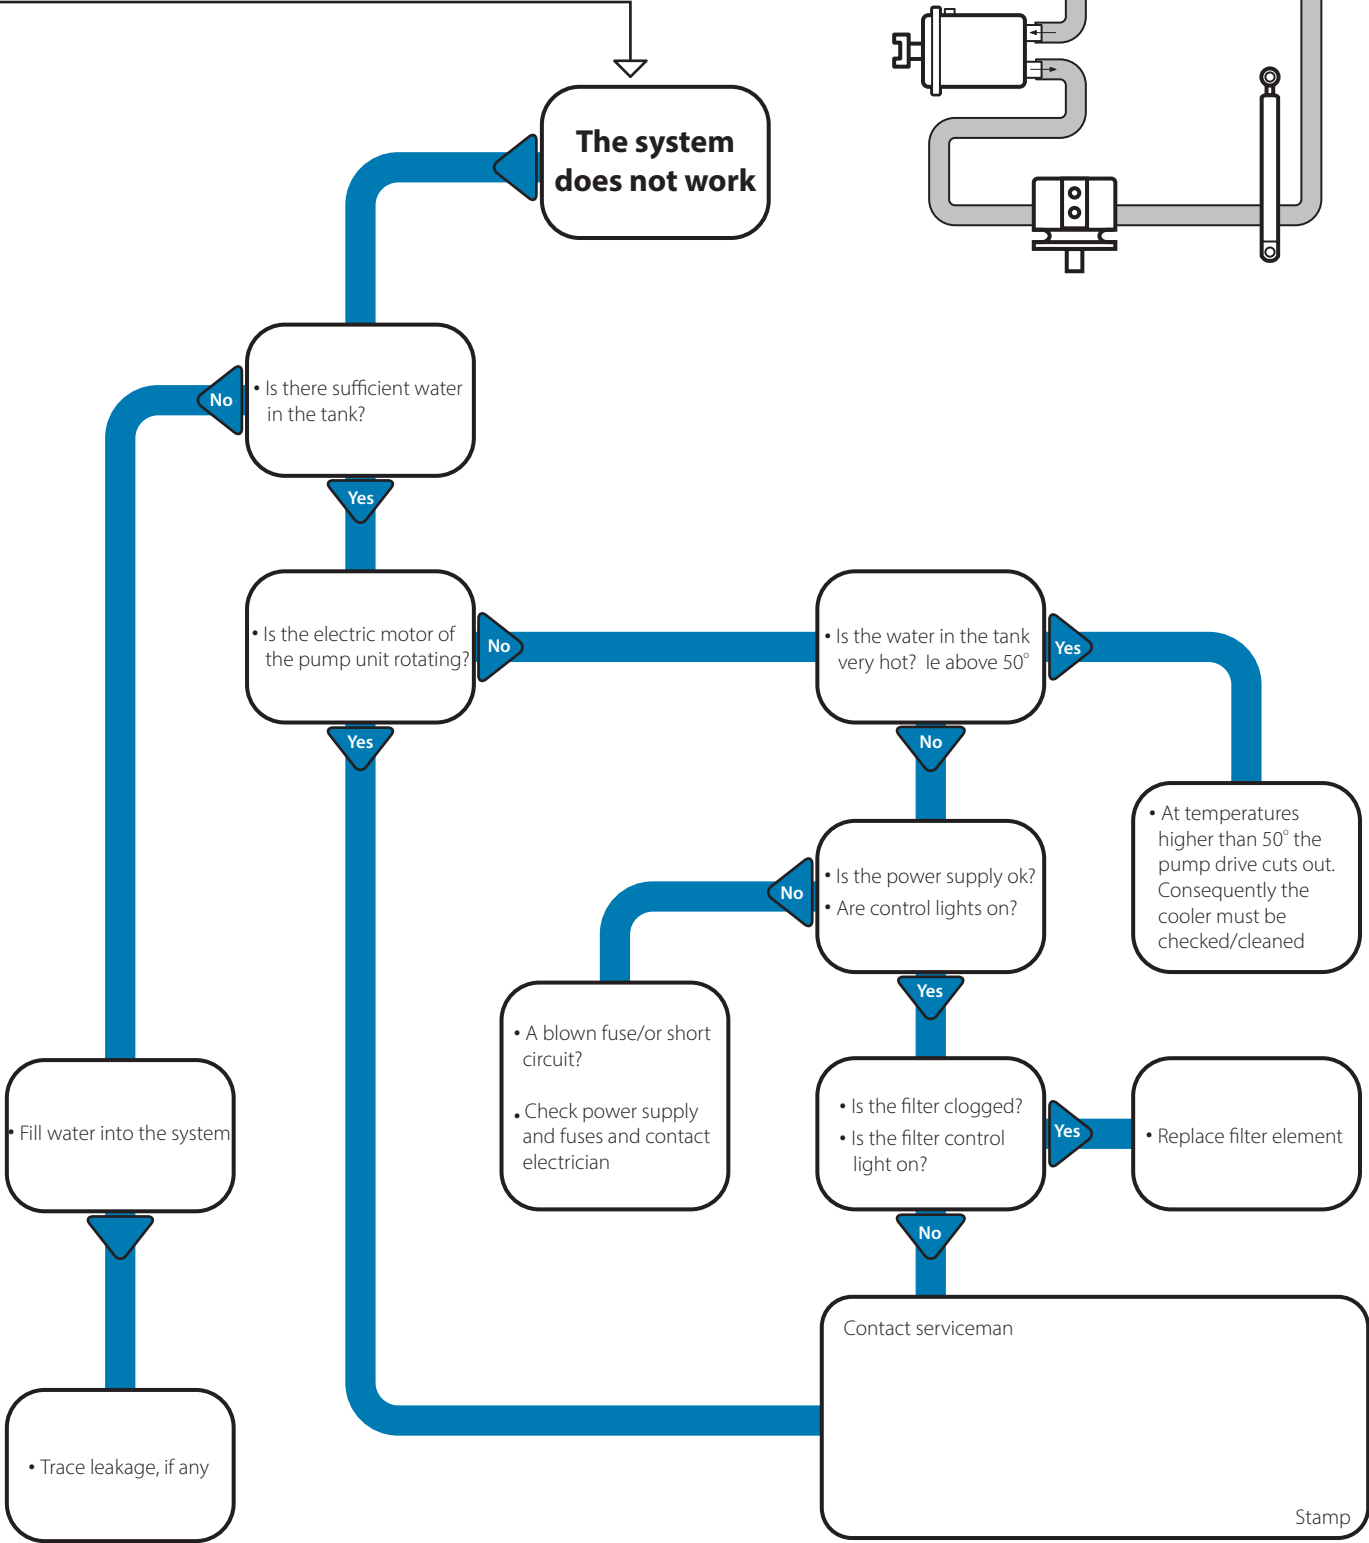 The system
does not work
• Is there sufficient water
in the tank?
No
Yes
• Is the electric motor of
the pump unit rotating?
No
Yes
• Is the water in the tank
very hot? Ie above 50°
Yes
No
• At temperatures
higher than 50° the
pump drive cuts out.
Consequently the
cooler must be
checked/cleaned
• Is the power supply ok?
• Are control lights on?
No
Yes
• A blown fuse/or short
circuit?
• Check power supply
and fuses and contact
electrician
• Is the filter clogged?
• Is the filter control
light on?
Yes
No
• Replace filter element
• Fill water into the system
• Trace leakage, if any
Contact serviceman
Stamp